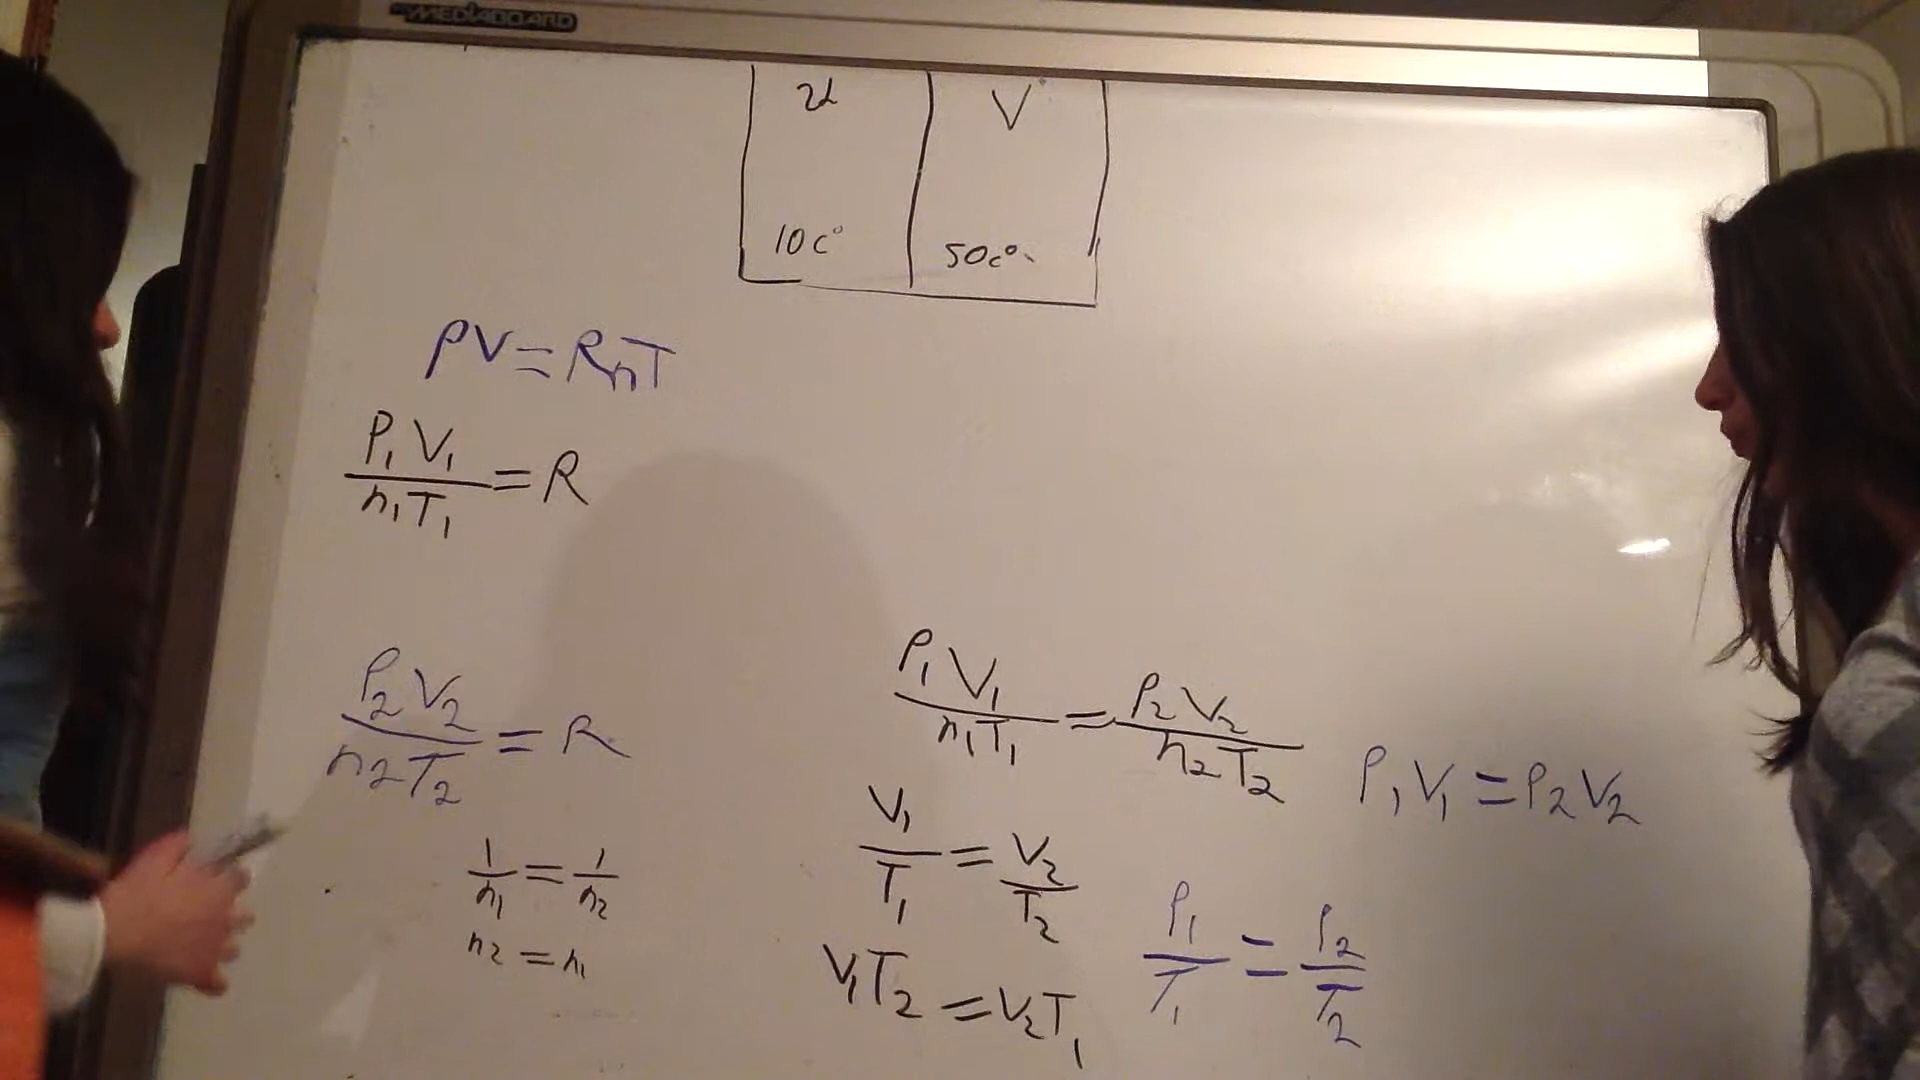 MEDIABOARD
2L V
10c° 50c°
PV=RnT
P₁V₁/n₁T₁ = R
P₂V₂/n₂T₂ = R
1/n₁ = 1/n₂
n₂ = n₁
P₁V₁/n₁T₁ = P₂V₂/n₂T₂
V₁/T₁ = V₂/T₂
V₁T₂ = V₂T₁
P₁V₁ = P₂V₂
P₁/T₁ = P₂/T₂